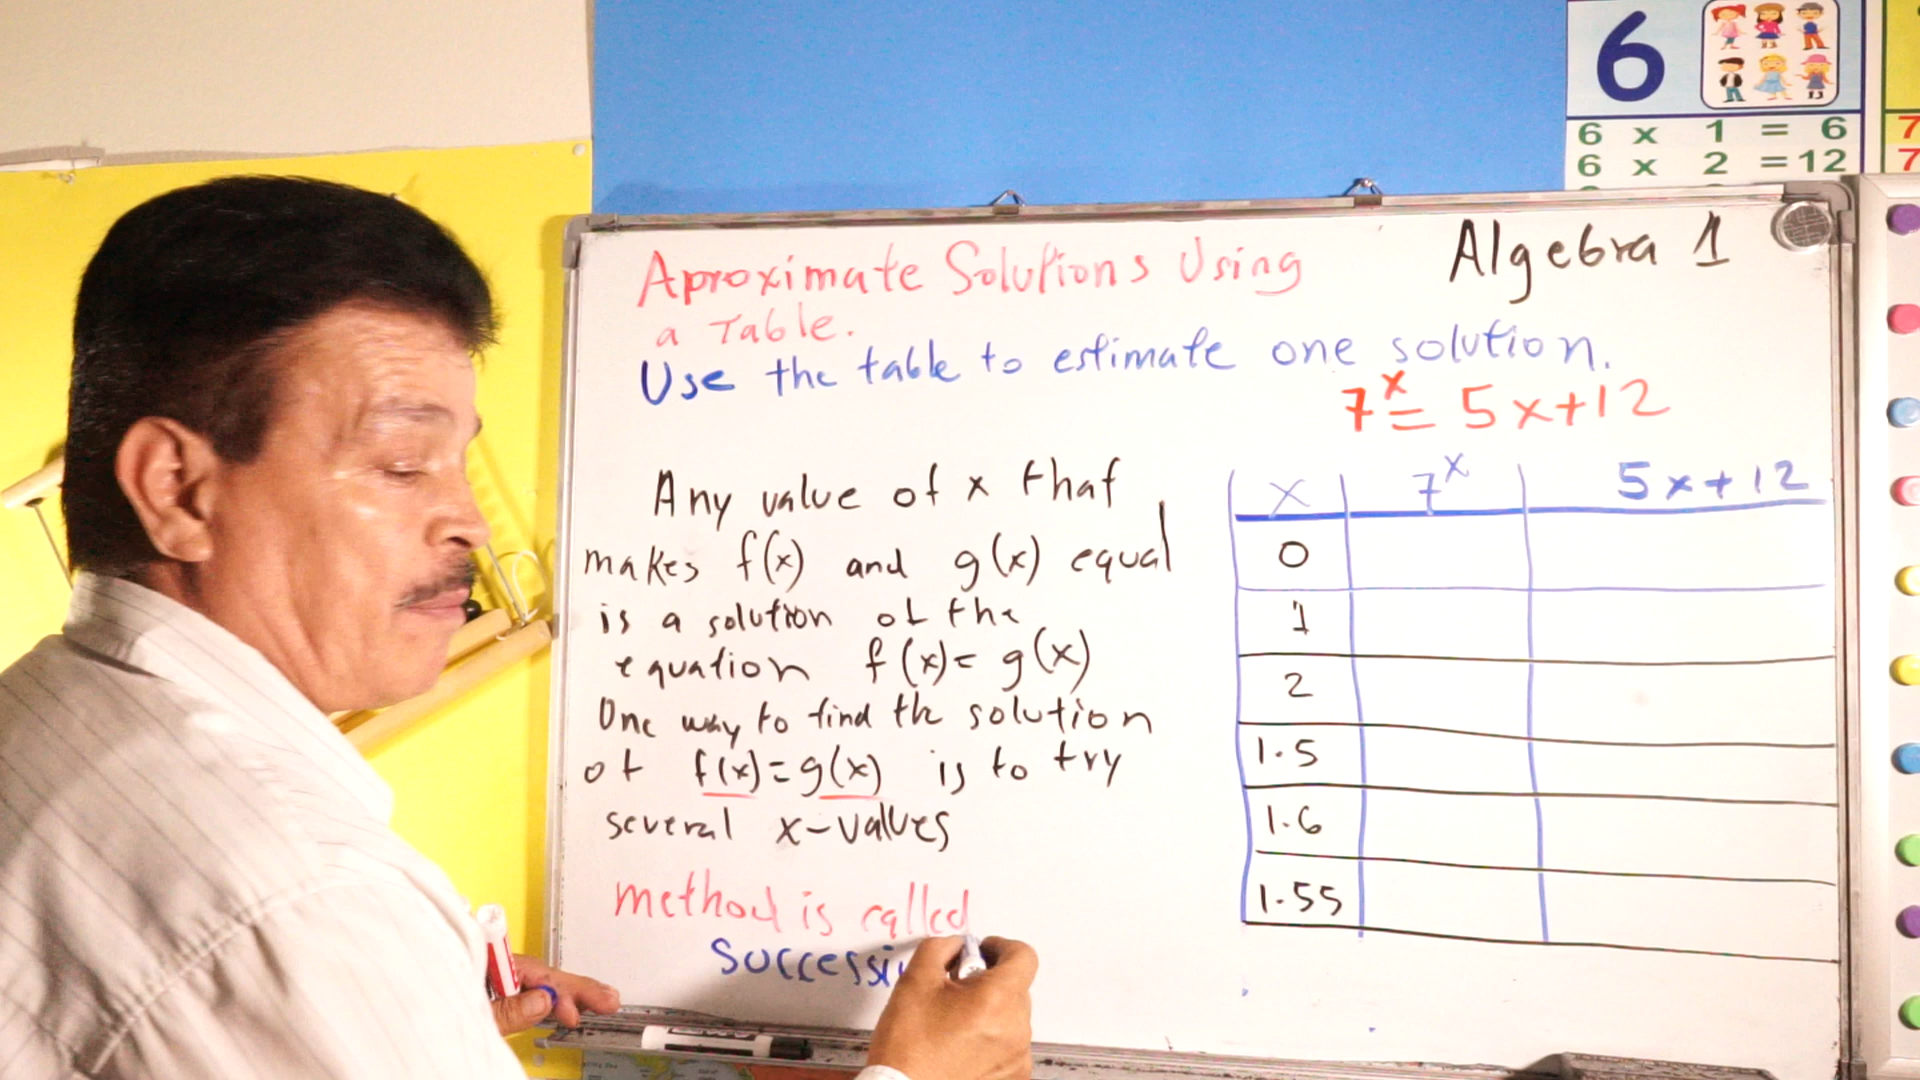 6
6 x 1 = 6
6 x 2 = 12
7
7
Algebra 1
Aproximate Solutions Using
a Table.
Use the table to estimate one solution.
7^x = 5x+12
Any value of x that
makes f(x) and g(x) equal
is a solution of the
equation f(x)= g(x)
One way to find the solution
of f(x)=g(x) is to try
several x-values
method is called
Successi
x 7^x 5x+12
0
1
2
1.5
1.6
1.55